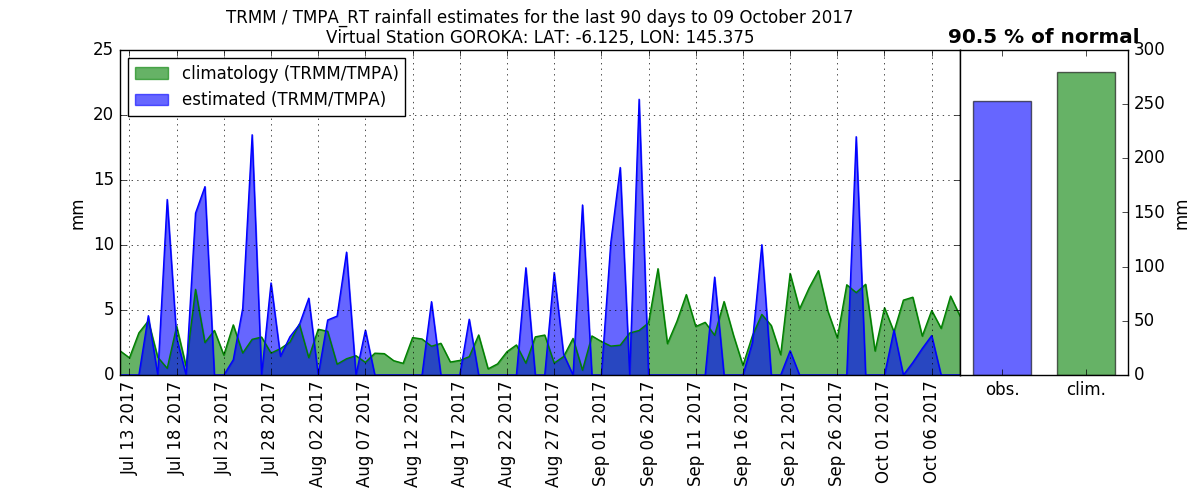 TRMM / TMPA_RT rainfall estimates for the last 90 days to 09 October 2017
Virtual Station GOROKA: LAT: -6.125, LON: 145.375
90.5 % of normal
climatology (TRMM/TMPA)
estimated (TRMM/TMPA)
25
20
15
10
5
0
mm
Jul 13 2017
Jul 18 2017
Jul 23 2017
Jul 28 2017
Aug 02 2017
Aug 07 2017
Aug 12 2017
Aug 17 2017
Aug 22 2017
Aug 27 2017
Sep 01 2017
Sep 06 2017
Sep 11 2017
Sep 16 2017
Sep 21 2017
Sep 26 2017
Oct 01 2017
Oct 06 2017
obs.
clim.
300
250
200
150
100
50
0
mm